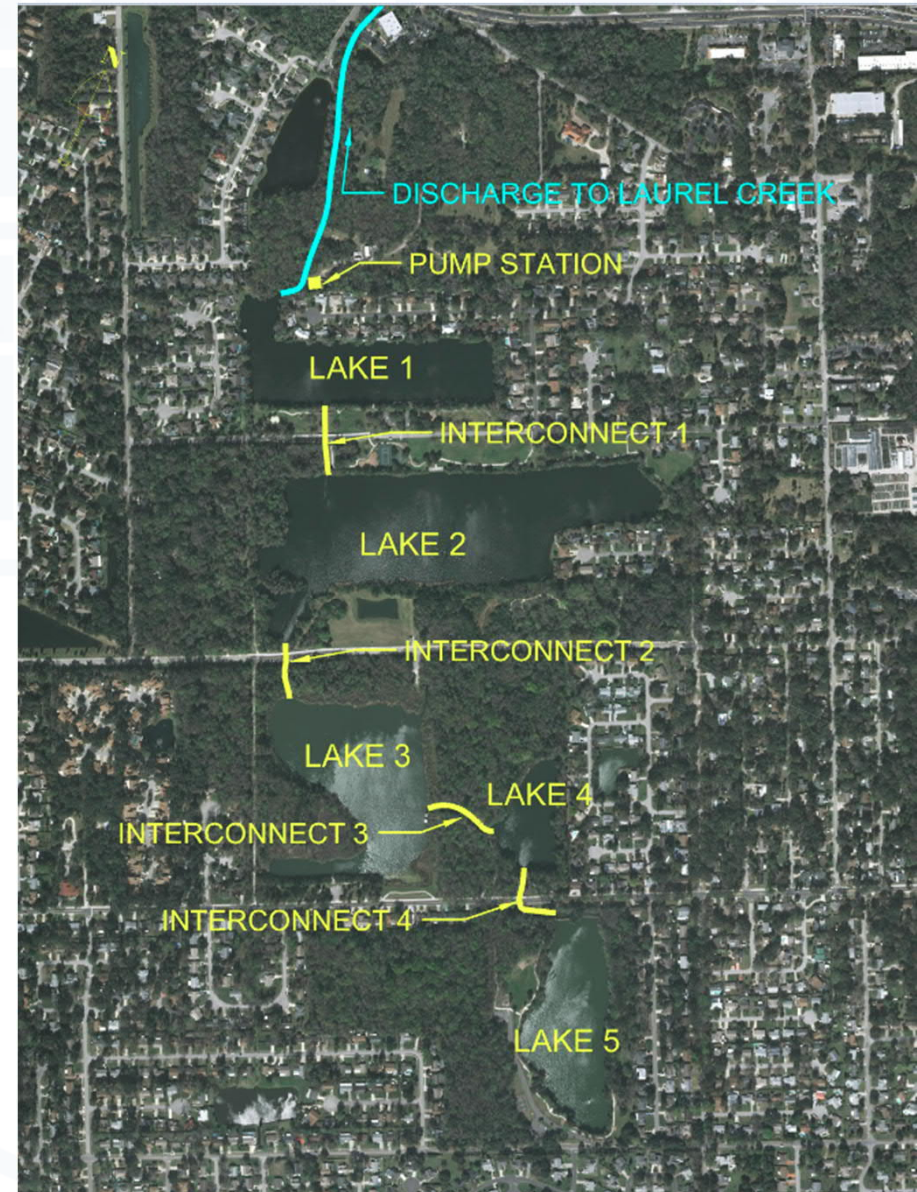 DISCHARGE TO LAUREL CREEK
PUMP STATION
LAKE 1
INTERCONNECT 1
LAKE 2
INTERCONNECT 2
LAKE 3
LAKE 4
INTERCONNECT 3
INTERCONNECT 4
LAKE 5